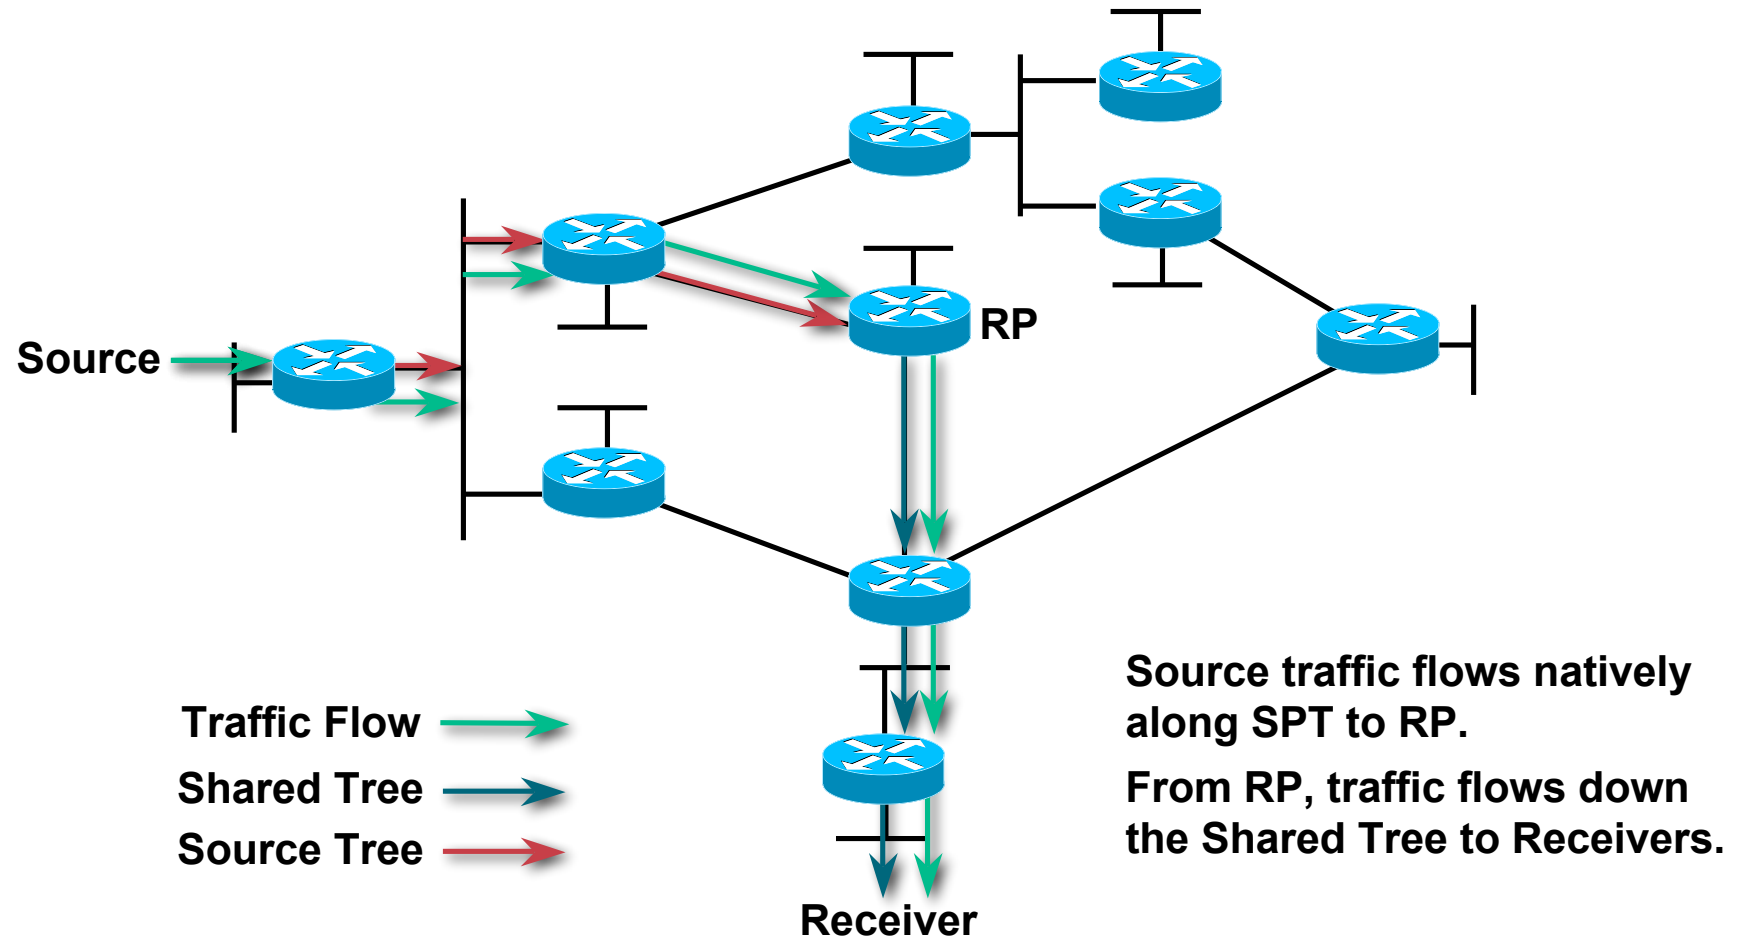 RP
Source
Traffic Flow
Shared Tree
Source Tree
Receiver
Source traffic flows natively
along SPT to RP.
From RP, traffic flows down
the Shared Tree to Receivers.